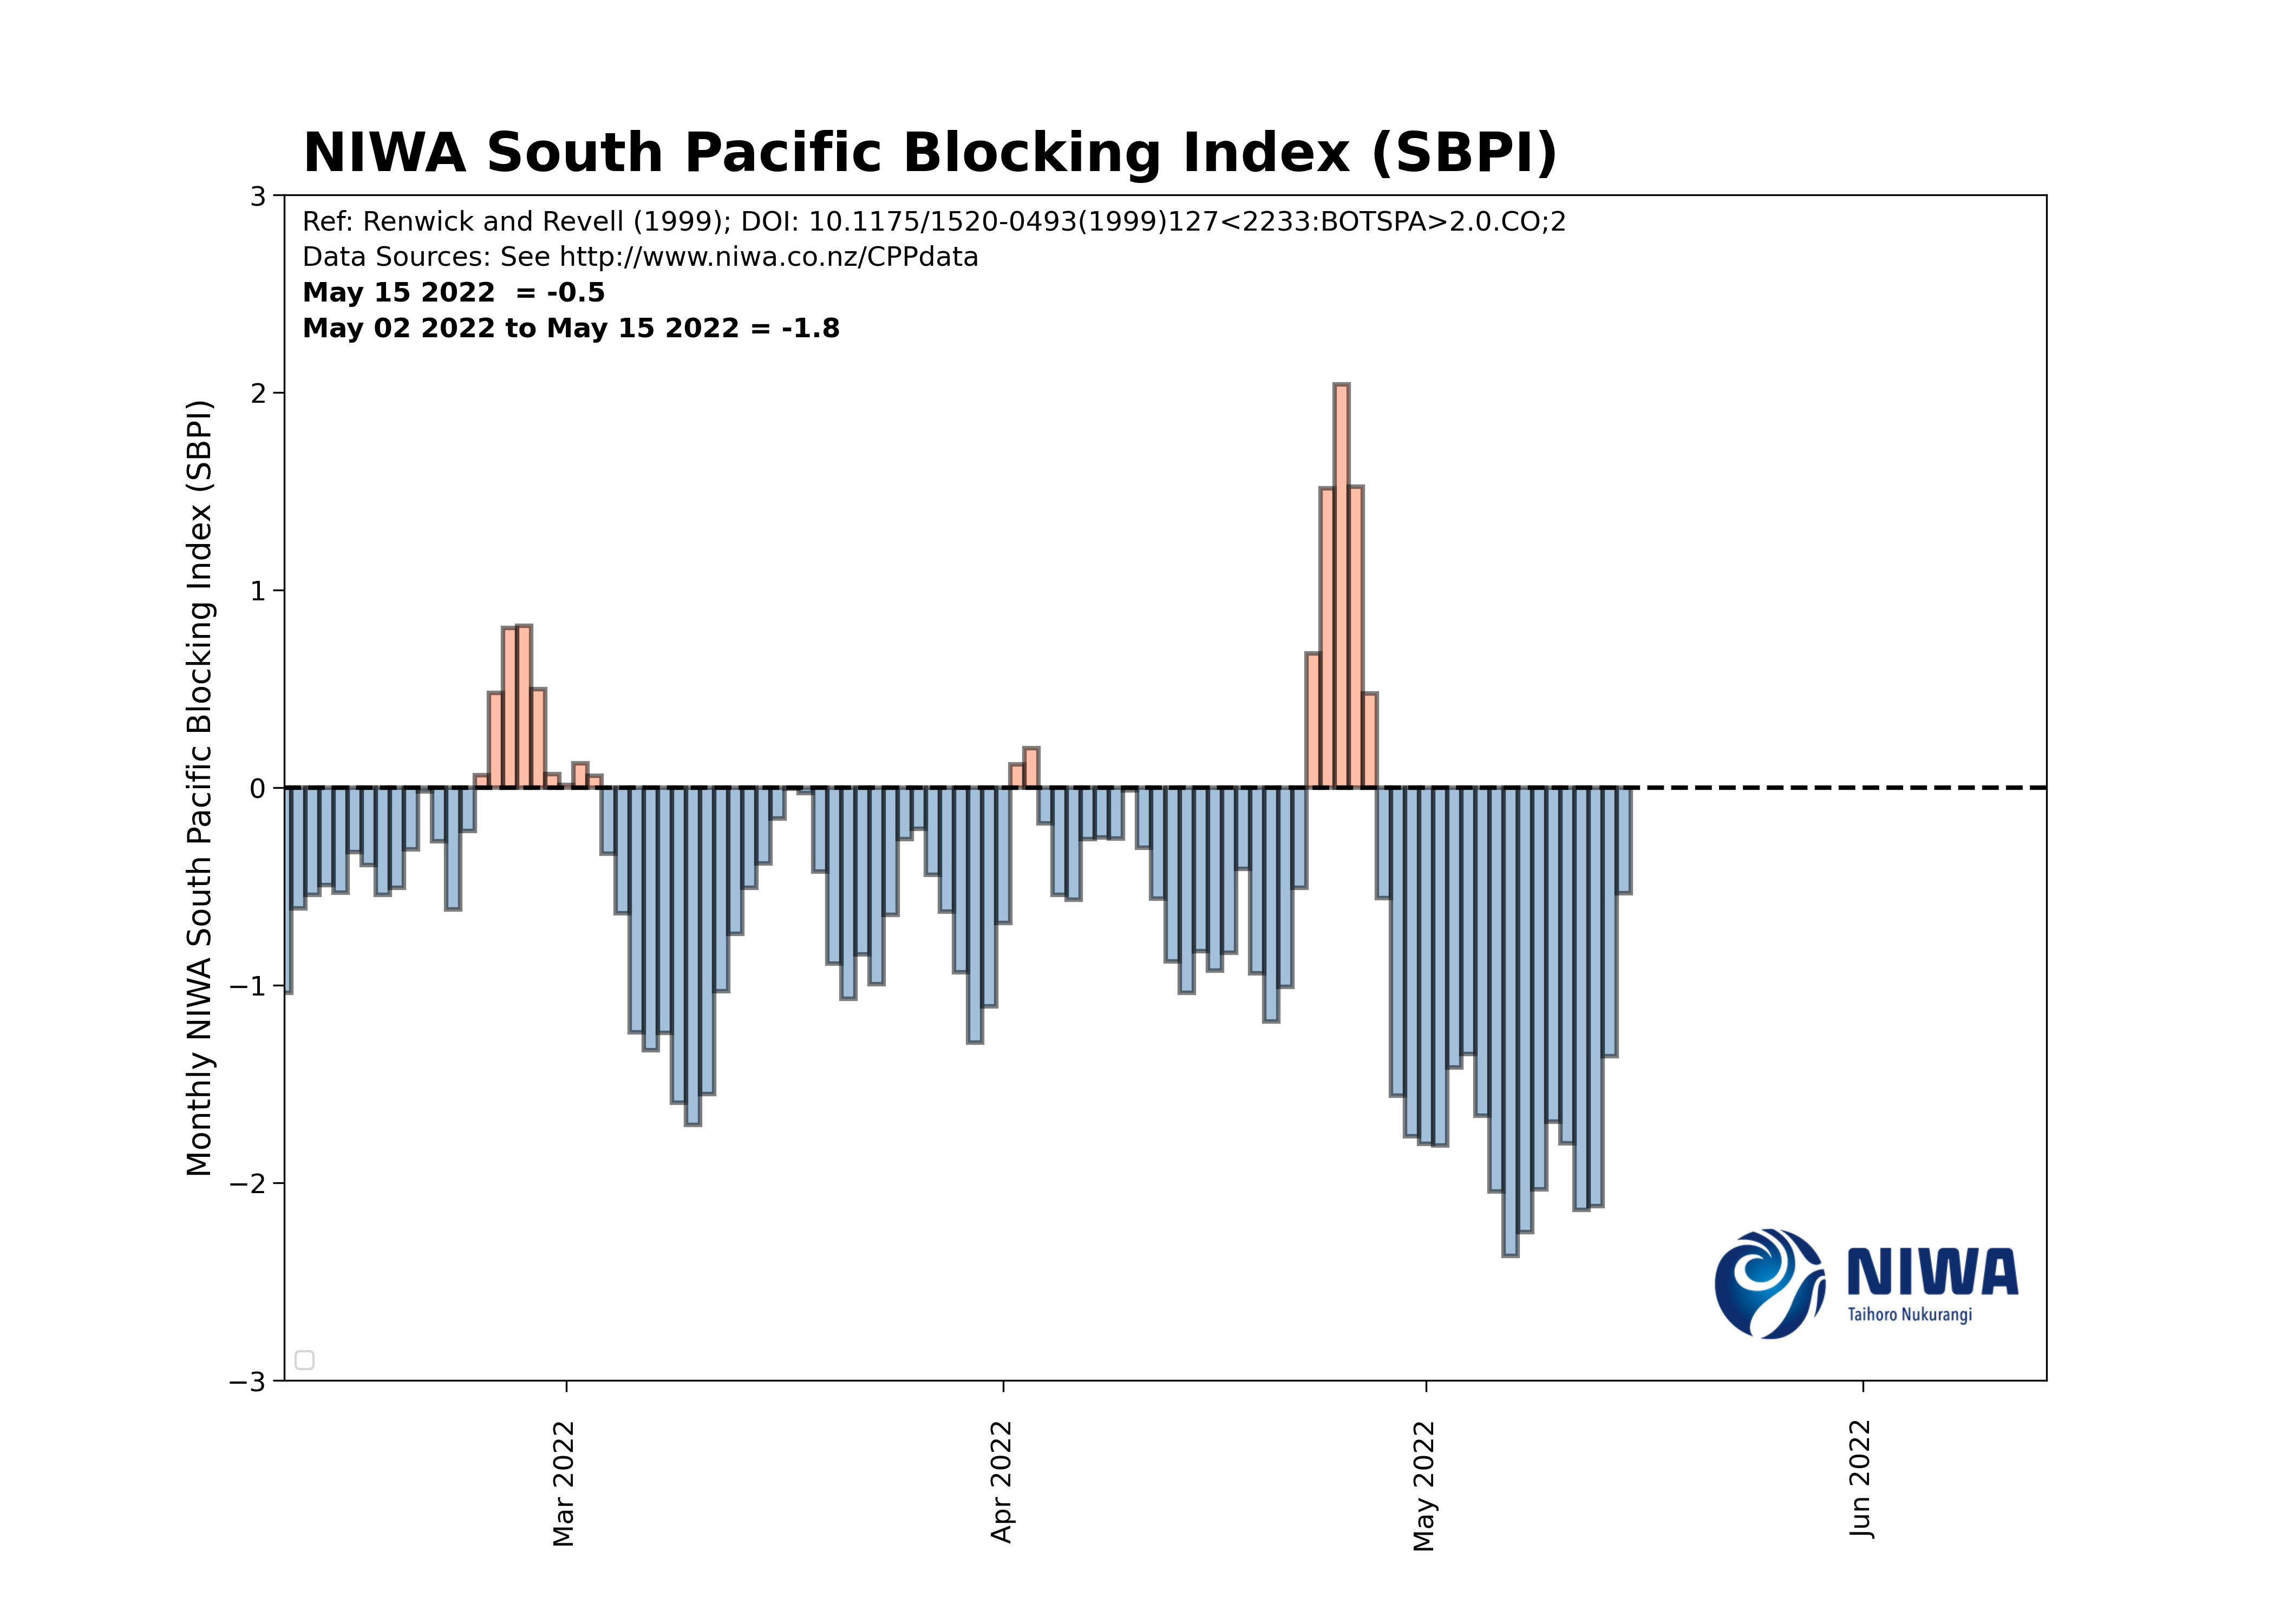 NIWA South Pacific Blocking Index (SBPI)
Ref: Renwick and Revell (1999); DOI: 10.1175/1520-0493(1999)127<2233:BOTSPA>2.0.CO;2
Data Sources: See http://www.niwa.co.nz/CPPdata
May 15 2022  = -0.5
May 02 2022 to May 15 2022 = -1.8
Monthly NIWA South Pacific Blocking Index (SBPI)
3
2
1
0
−1
−2
−3
NIWA
Taihoro Nukurangi
Mar 2022
Apr 2022
May 2022
Jun 2022